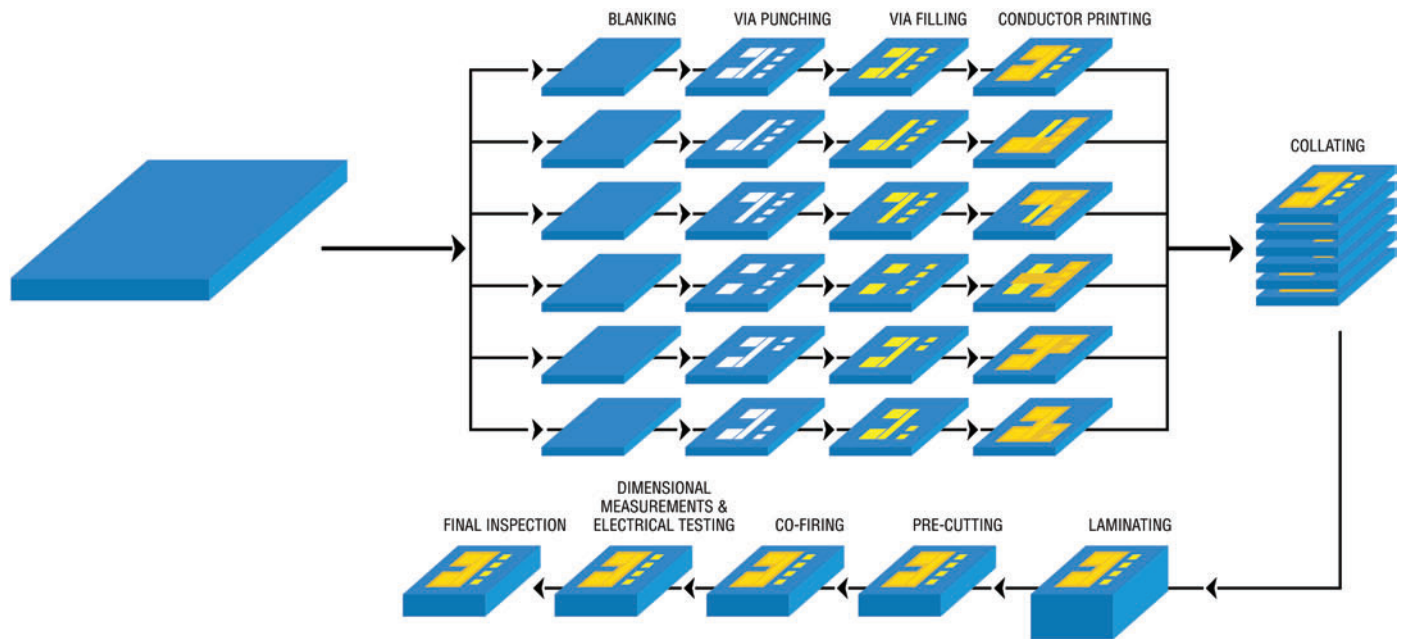 BLANKING
VIA PUNCHING
VIA FILLING
CONDUCTOR PRINTING
COLLATING
DIMENSIONAL
MEASUREMENTS &
ELECTRICAL TESTING
FINAL INSPECTION
CO-FIRING
PRE-CUTTING
LAMINATING